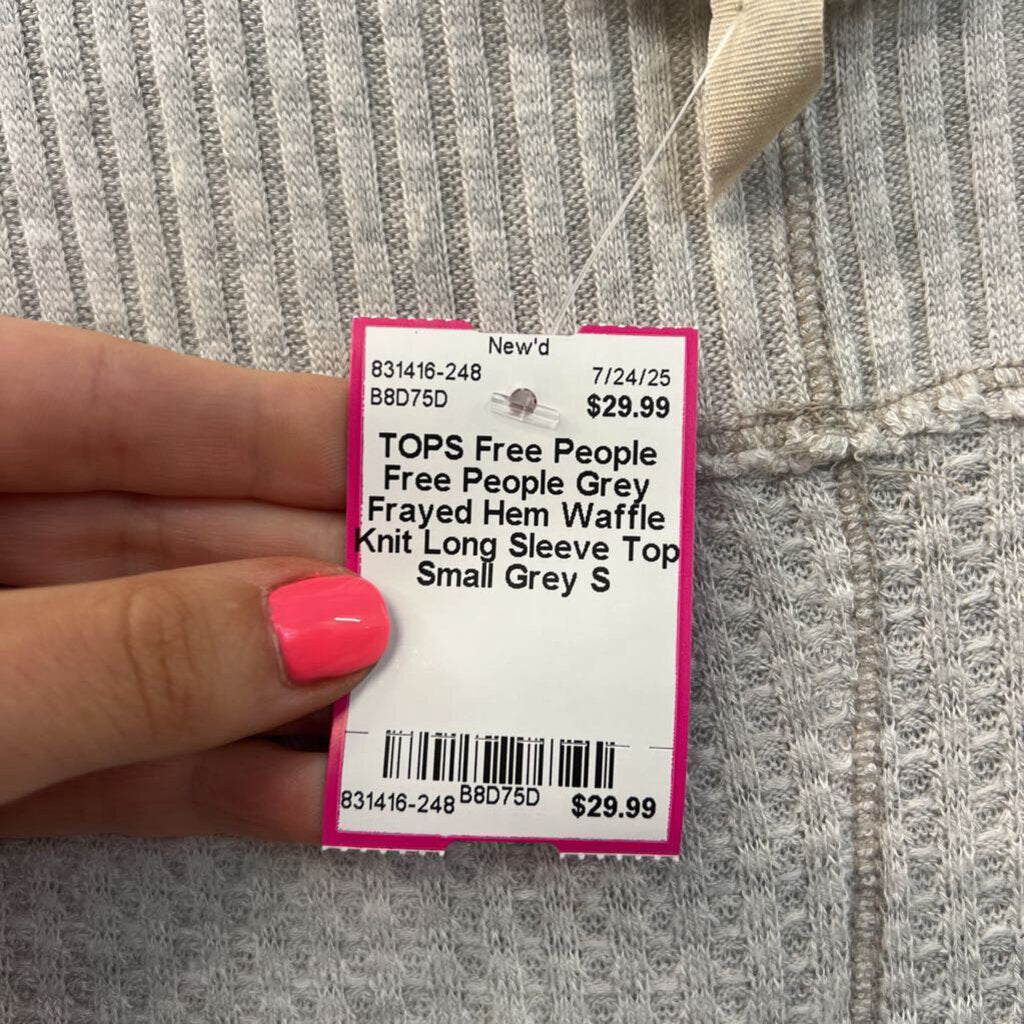 New'd
831416-248 7/24/25
B8D75D $29.99
TOPS Free People
Free People Grey
Frayed Hem Waffle
Knit Long Sleeve Top
Small Grey S
831416-248 B8D75D $29.99